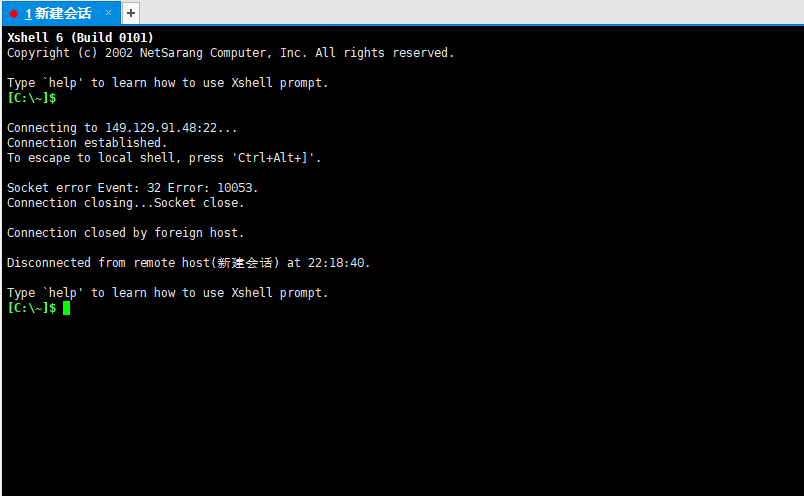 1 新建会话 × +
Xshell 6 (Build 0101)
Copyright (c) 2002 NetSarang Computer, Inc. All rights reserved.
Type `help' to learn how to use Xshell prompt.
[C:\~]$
Connecting to 149.129.91.48:22...
Connection established.
To escape to local shell, press 'Ctrl+Alt+]'.
Socket error Event: 32 Error: 10053.
Connection closing...Socket close.
Connection closed by foreign host.
Disconnected from remote host(新建会话) at 22:18:40.
Type `help' to learn how to use Xshell prompt.
[C:\~]$